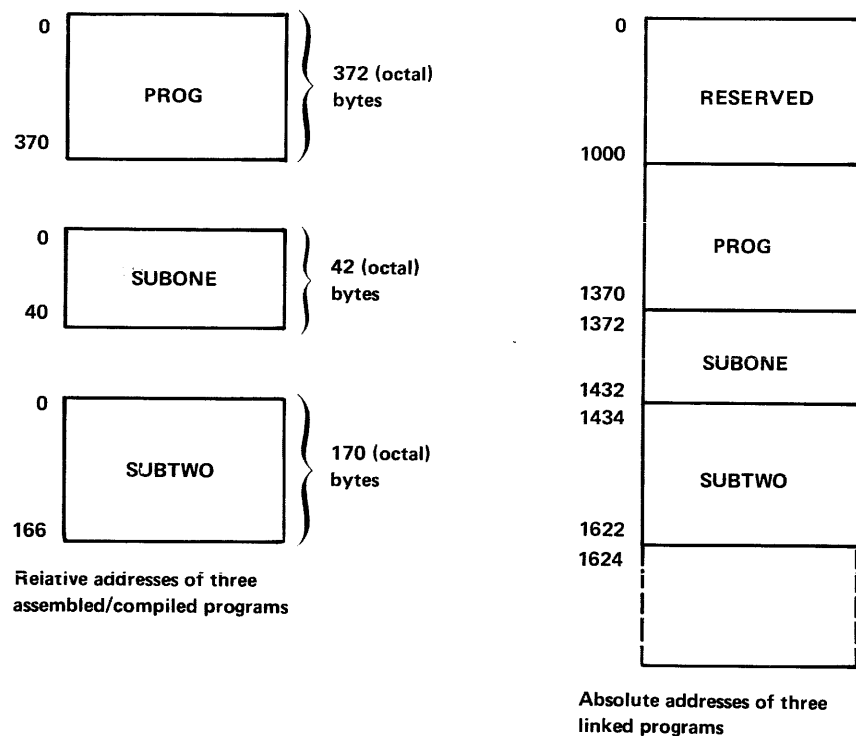 0
PROG
370
372 (octal)
bytes
0
SUBONE
40
42 (octal)
bytes
0
SUBTWO
166
170 (octal)
bytes
Relative addresses of three
assembled/compiled programs
0
RESERVED
1000
PROG
1370
1372
SUBONE
1432
1434
SUBTWO
1622
1624
Absolute addresses of three
linked programs